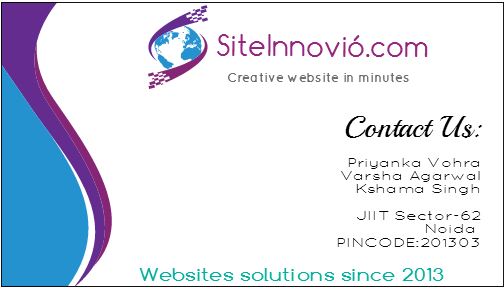 SiteInnovió.com
Creative website in minutes
Contact Us:
Priyanka Vohra
Varsha Agarwal
Kshama Singh
JIIT Sector-62
Noida
PINCODE:201303
Websites solutions since 2013